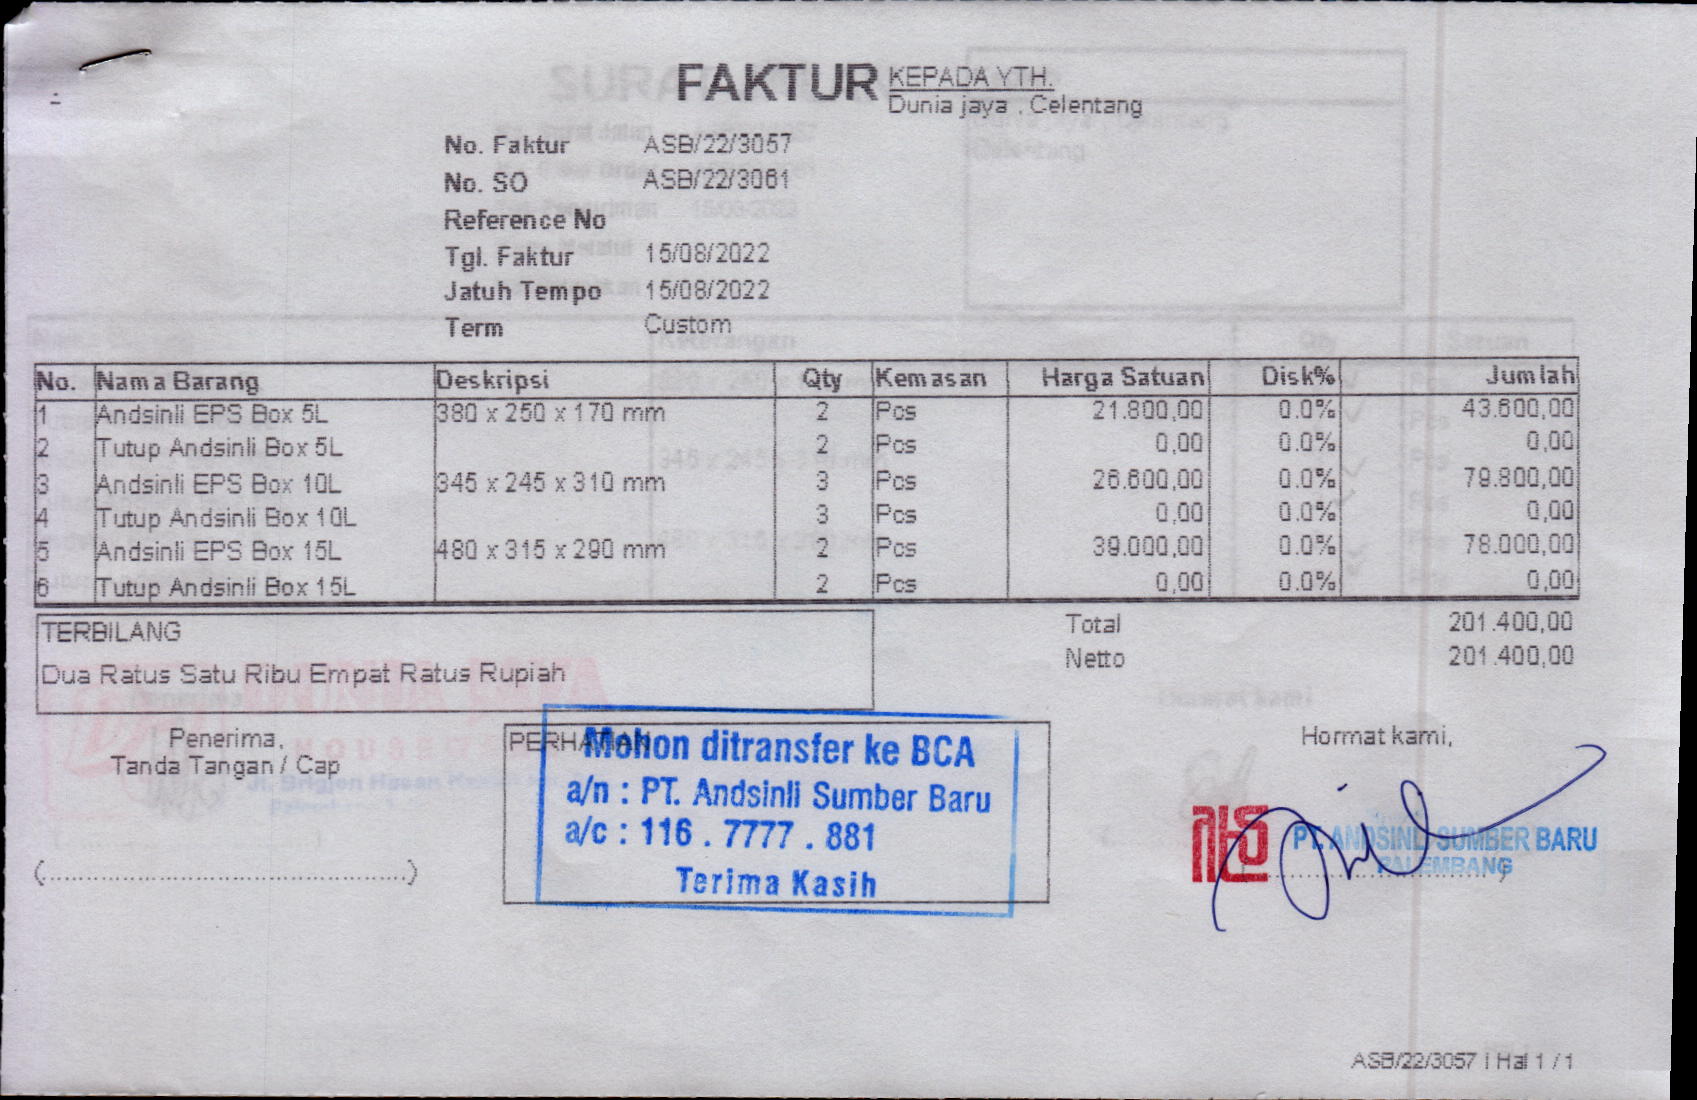 FAKTUR
KEPADA YTH.
Dunia jaya , Celentang
No. Faktur ASB/22/3057
No. SO ASB/22/3061
Reference No
Tgl. Faktur 15/08/2022
Jatuh Tempo 15/08/2022
Term Custom
No. Nama Barang Deskripsi Qty Kemasan Harga Satuan Disk% Jumlah
1 Andsinli EPS Box 5L 380 x 250 x 170 mm 2 Pcs 21.800,00 0.0% 43.600,00
2 Tutup Andsinli Box 5L 2 Pcs 0,00 0.0% 0,00
3 Andsinli EPS Box 10L 345 x 245 x 310 mm 3 Pcs 26.600,00 0.0% 79.800,00
4 Tutup Andsinli Box 10L 3 Pcs 0,00 0.0% 0,00
5 Andsinli EPS Box 15L 480 x 315 x 290 mm 2 Pcs 39.000,00 0.0% 78.000,00
6 Tutup Andsinli Box 15L 2 Pcs 0,00 0.0% 0,00
TERBILANG
Dua Ratus Satu Ribu Empat Ratus Rupiah
Total 201.400,00
Netto 201.400,00
Penerima,
Tanda Tangan / Cap
(..............................................)
PERHATIAN
Mohon ditransfer ke BCA
a/n : PT. Andsinli Sumber Baru
a/c : 116 . 7777 . 881
Terima Kasih
Hormat kami,
PT. ANDSINLI SUMBER BARU
PALEMBANG
ASB/22/3057 | Hal 1 / 1